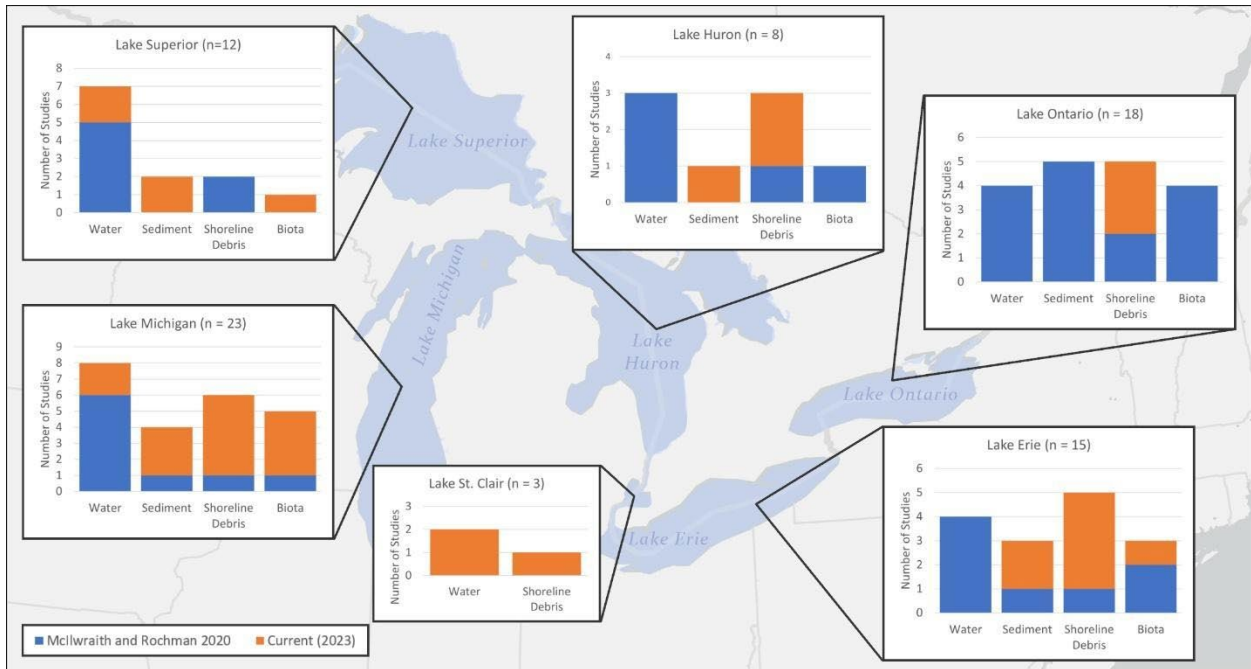 Lake Superior (n=12)
Number of Studies
8
7
6
5
4
3
2
1
0
Water
Sediment
Shoreline
Debris
Biota
Lake Huron (n = 8)
Number of Studies
4
3
2
1
0
Water
Sediment
Shoreline
Debris
Biota
Lake Ontario (n = 18)
Number of Studies
6
5
4
3
2
1
0
Water
Sediment
Shoreline
Debris
Biota
Lake Superior
Lake Michigan
Lake
Huron
Lake Ontario
Lake Erie
Lake Michigan (n = 23)
Number of Studies
9
8
7
6
5
4
3
2
1
0
Water
Sediment
Shoreline
Debris
Biota
Lake St. Clair (n = 3)
Number of Studies
3
2
1
0
Water
Shoreline
Debris
Lake Erie (n = 15)
Number of Studies
6
5
4
3
2
1
0
Water
Sediment
Shoreline
Debris
Biota
McIlwraith and Rochman 2020
Current (2023)